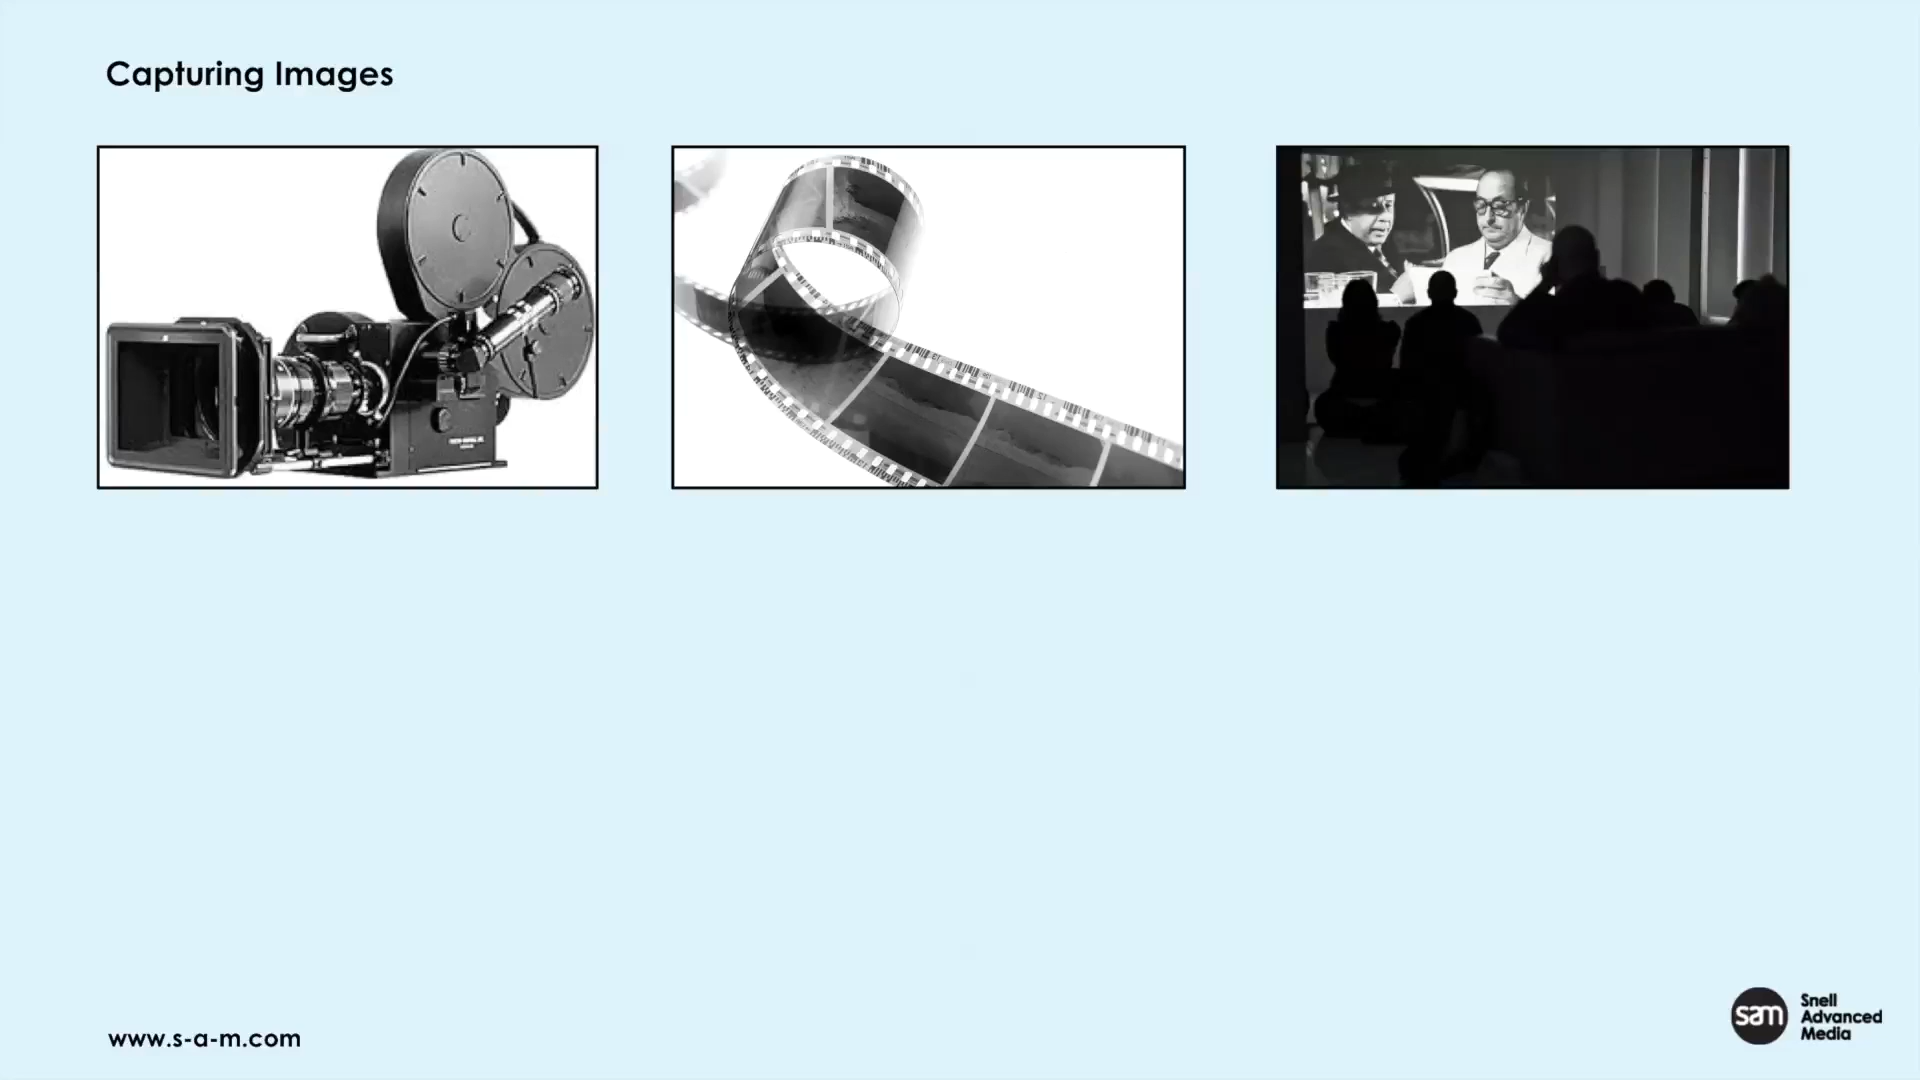 Capturing Images
www.s-a-m.com
sam
Snell
Advanced
Media